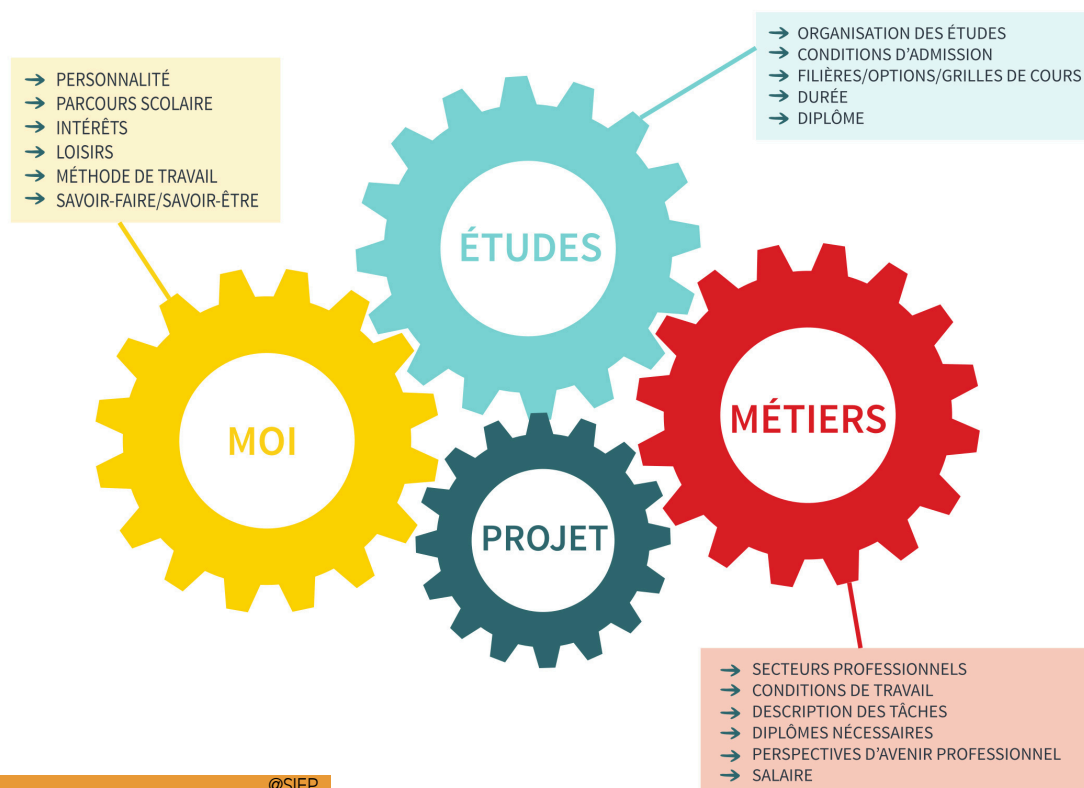 → ORGANISATION DES ÉTUDES
→ CONDITIONS D'ADMISSION
→ FILIÈRES/OPTIONS/GRILLES DE COURS
→ DURÉE
→ DIPLÔME
→ PERSONNALITÉ
→ PARCOURS SCOLAIRE
→ INTÉRÊTS
→ LOISIRS
→ MÉTHODE DE TRAVAIL
→ SAVOIR-FAIRE/SAVOIR-ÊTRE
ÉTUDES
MOI
MÉTIERS
PROJET
→ SECTEURS PROFESSIONNELS
→ CONDITIONS DE TRAVAIL
→ DESCRIPTION DES TÂCHES
→ DIPLÔMES NÉCESSAIRES
→ PERSPECTIVES D'AVENIR PROFESSIONNEL
→ SALAIRE
@SIEP